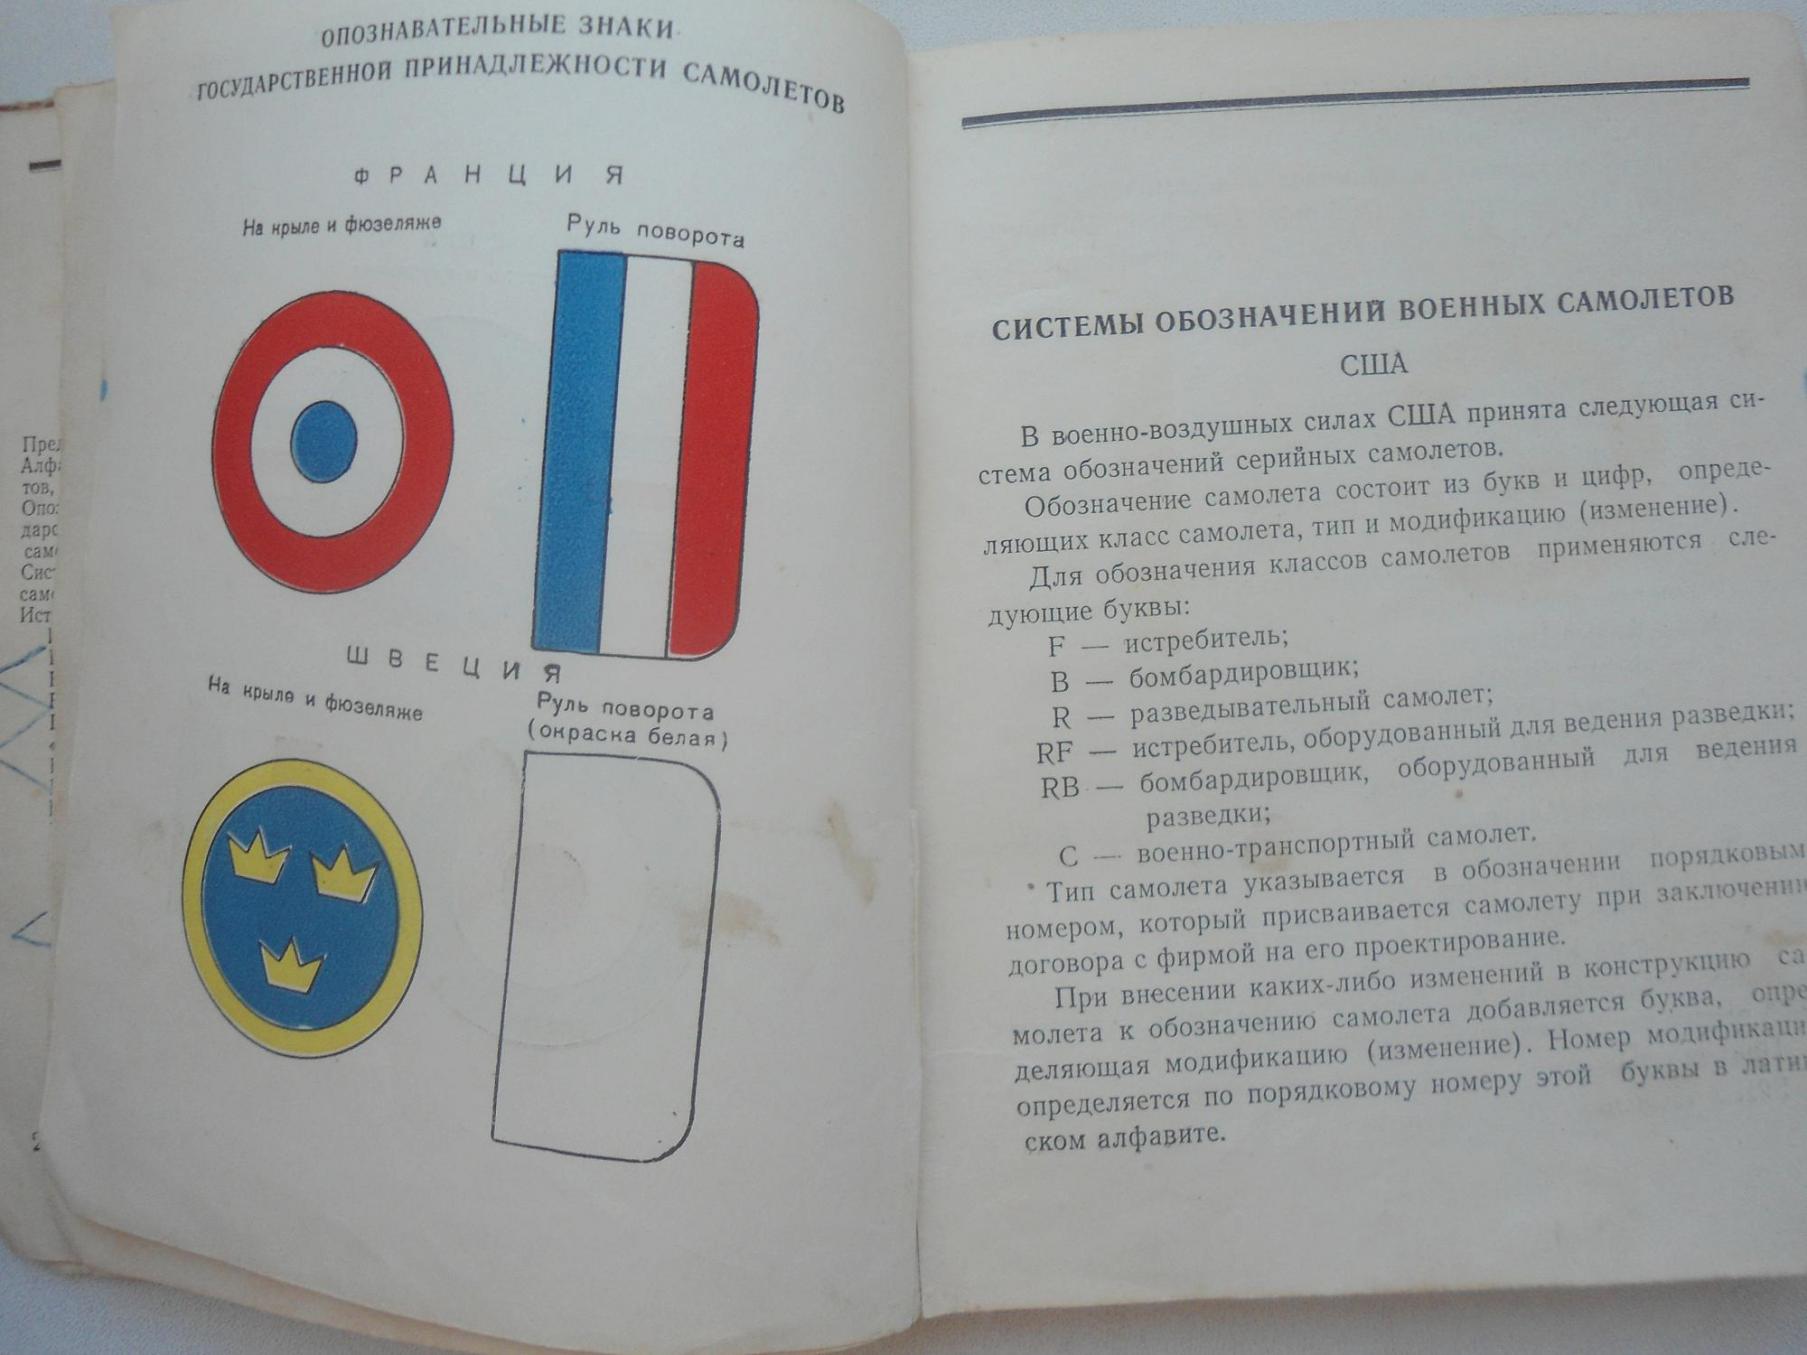 ОПОЗНАВАТЕЛЬНЫЕ ЗНАКИ
ГОСУДАРСТВЕННОЙ ПРИНАДЛЕЖНОСТИ САМОЛЕТОВ
ФРАНЦИЯ
На крыле и фюзеляже
Руль поворота
ШВЕЦИЯ
На крыле и фюзеляже
Руль поворота
(окраска белая)
СИСТЕМЫ ОБОЗНАЧЕНИЙ ВОЕННЫХ САМОЛЕТОВ
США
В военно-воздушных силах США принята следующая си-
стема обозначений серийных самолетов.
Обозначение самолета состоит из букв и цифр, опреде-
ляющих класс самолета, тип и модификацию (изменение).
Для обозначения классов самолетов применяются сле-
дующие буквы:
F — истребитель;
B — бомбардировщик;
R — разведывательный самолет;
RF — истребитель, оборудованный для ведения разведки;
RB — бомбардировщик, оборудованный для ведения
разведки;
C — военно-транспортный самолет.
Тип самолета указывается в обозначении порядковым
номером, который присваивается самолету при заключении
договора с фирмой на его проектирование.
При внесении каких-либо изменений в конструкцию са
молета к обозначению самолета добавляется буква, опре
деляющая модификацию (изменение). Номер модификаци
определяется по порядковому номеру этой буквы в латин
ском алфавите.